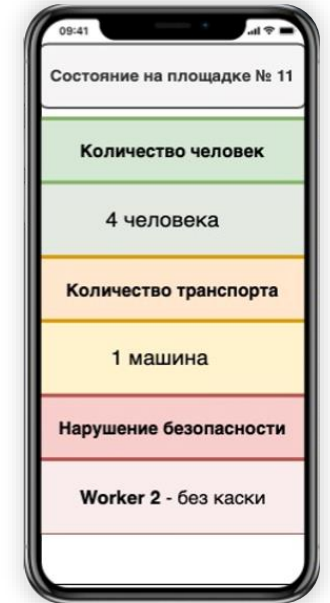 09:41
Состояние на площадке № 11
Количество человек
4 человека
Количество транспорта
1 машина
Нарушение безопасности
Worker 2 - без каски